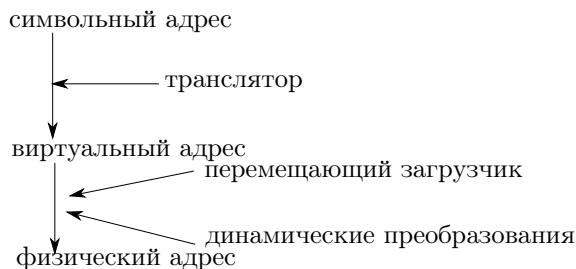 символьный адрес
транслятор
виртуальный адрес
перемещающий загрузчик
динамические преобразования
физический адрес